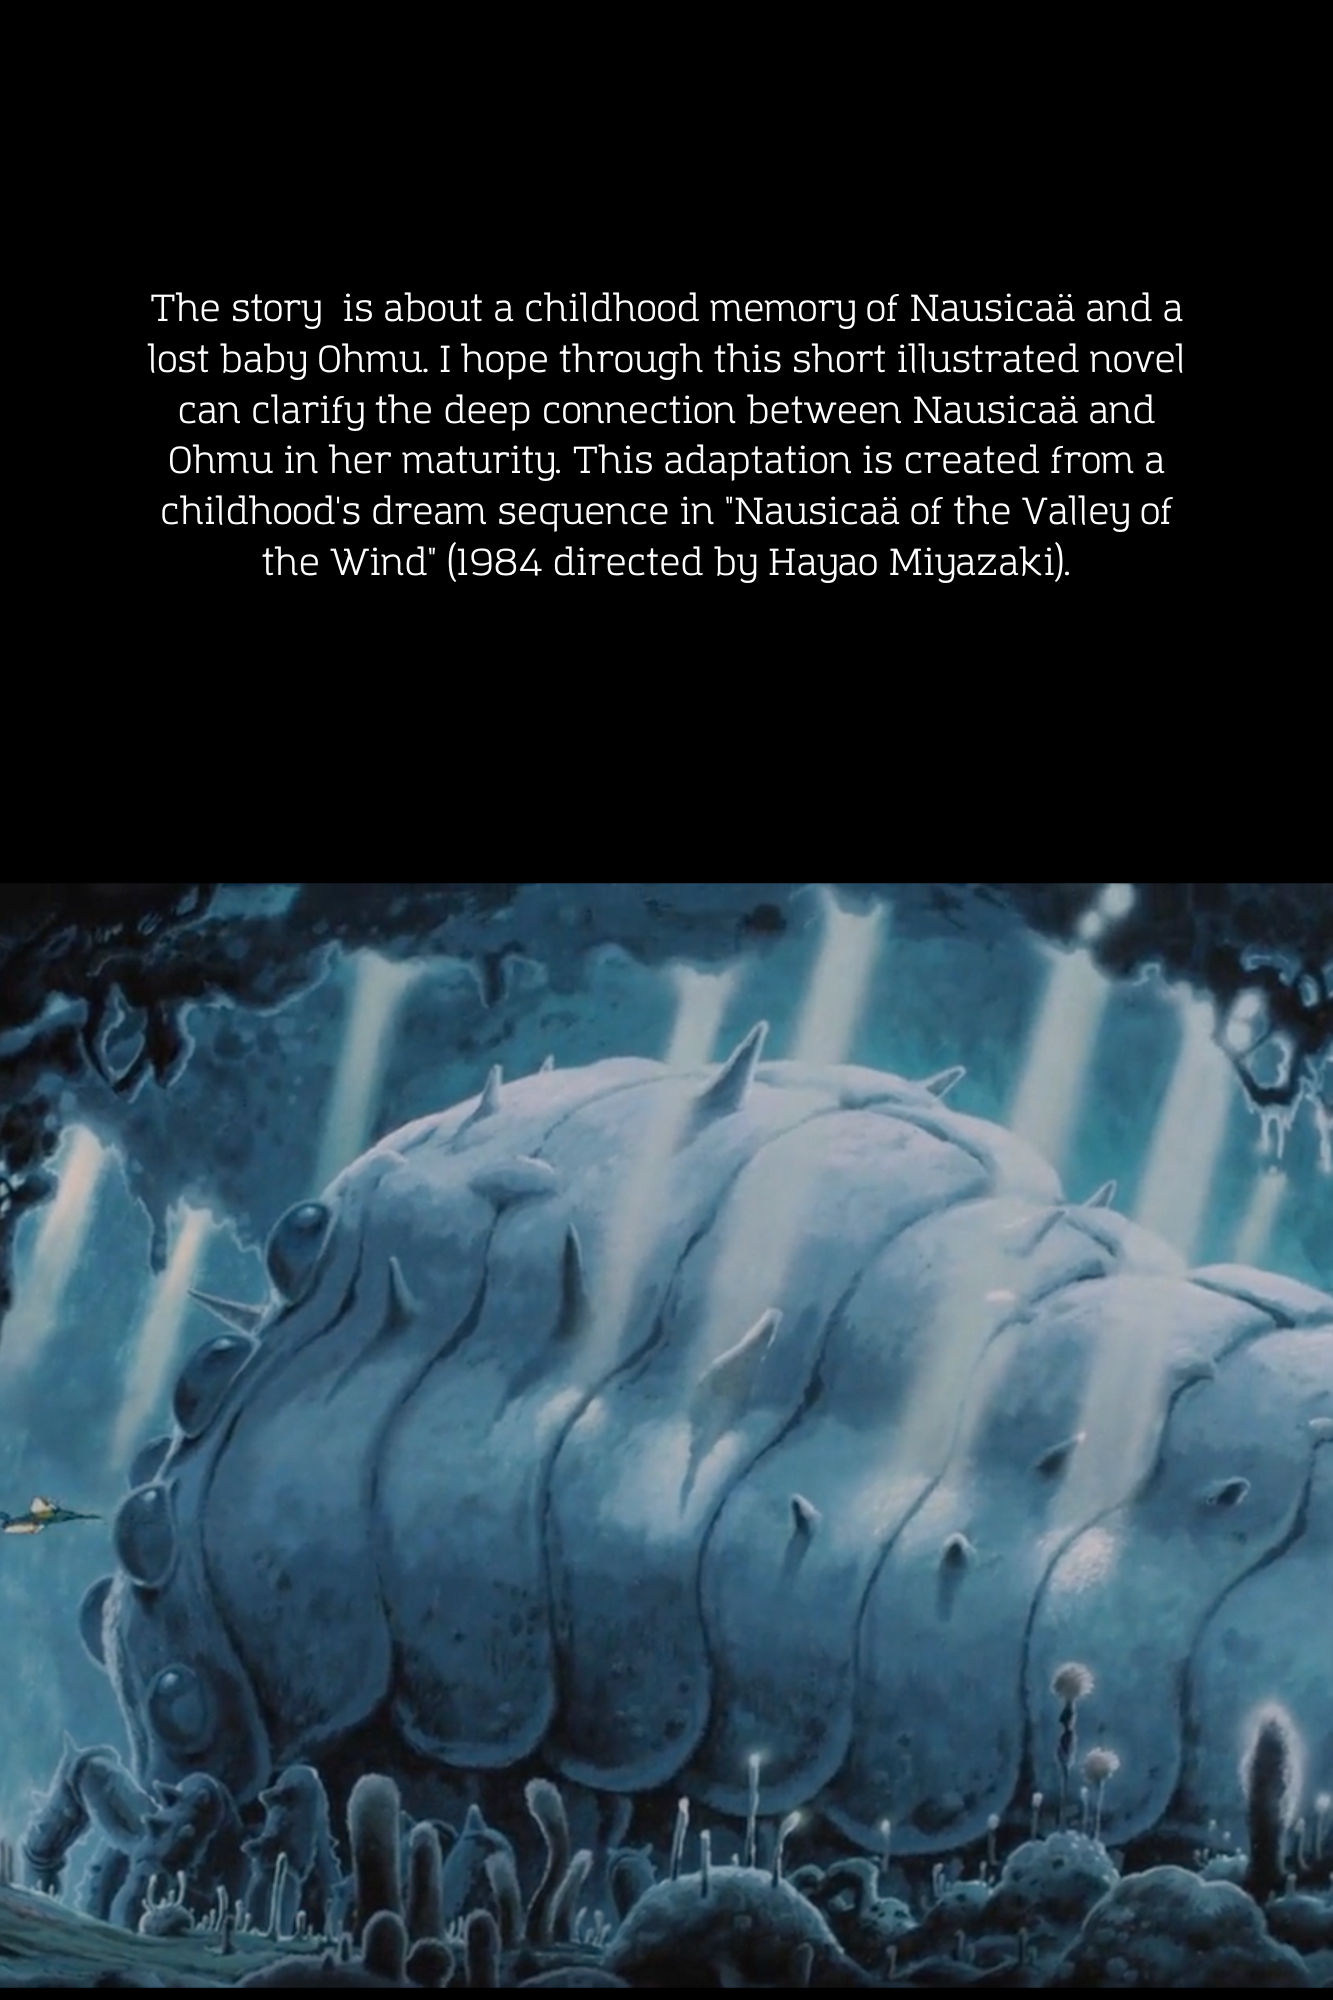 The story  is about a childhood memory of Nausicaä and a
lost baby Ohmu. I hope through this short illustrated novel
can clarify the deep connection between Nausicaä and
Ohmu in her maturity. This adaptation is created from a
childhood's dream sequence in "Nausicaä of the Valley of
the Wind" (1984 directed by Hayao Miyazaki).